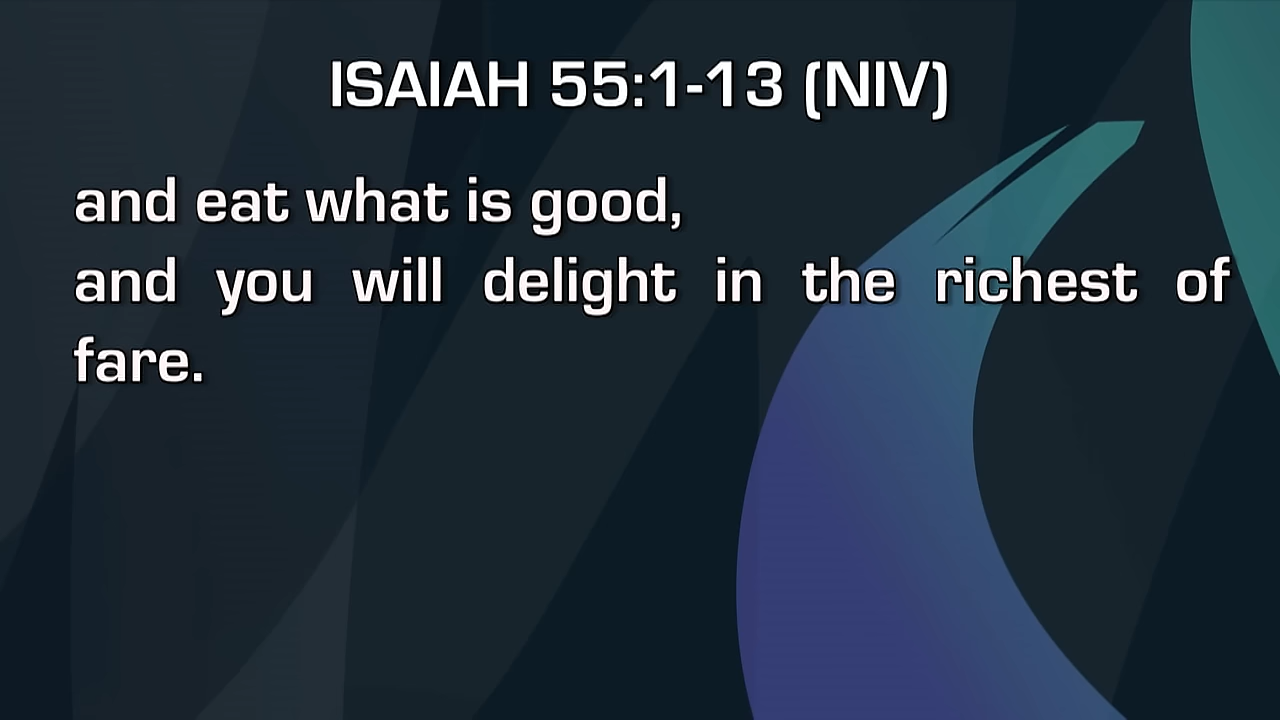 ISAIAH 55:1-13 (NIV)
and eat what is good,
and you will delight in the richest of
fare.